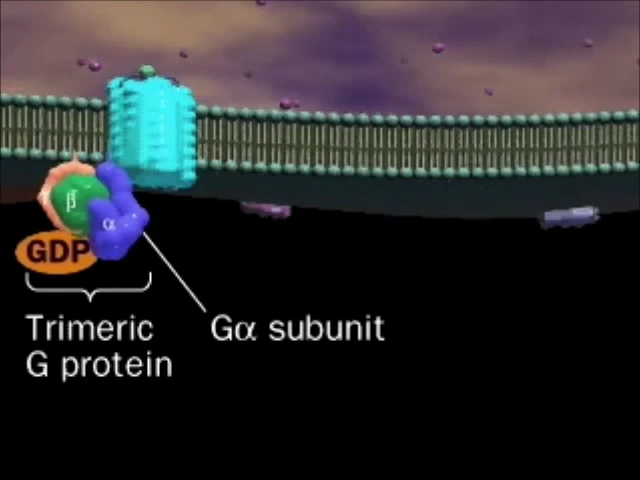 β
α
GDP
Trimeric
G protein
Gα subunit